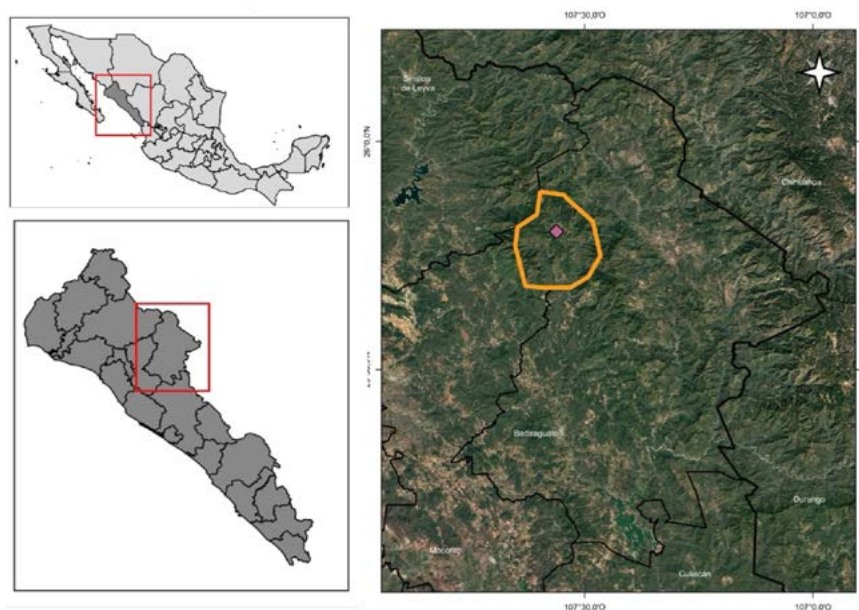 107°30,0'O
107°0,0'O
Sinaloa
de Leyva
26°0,0'N
Chihuahua
Badiraguato
Durango
Mocorito
Culiacán
107°30,0'O
107°0,0'O